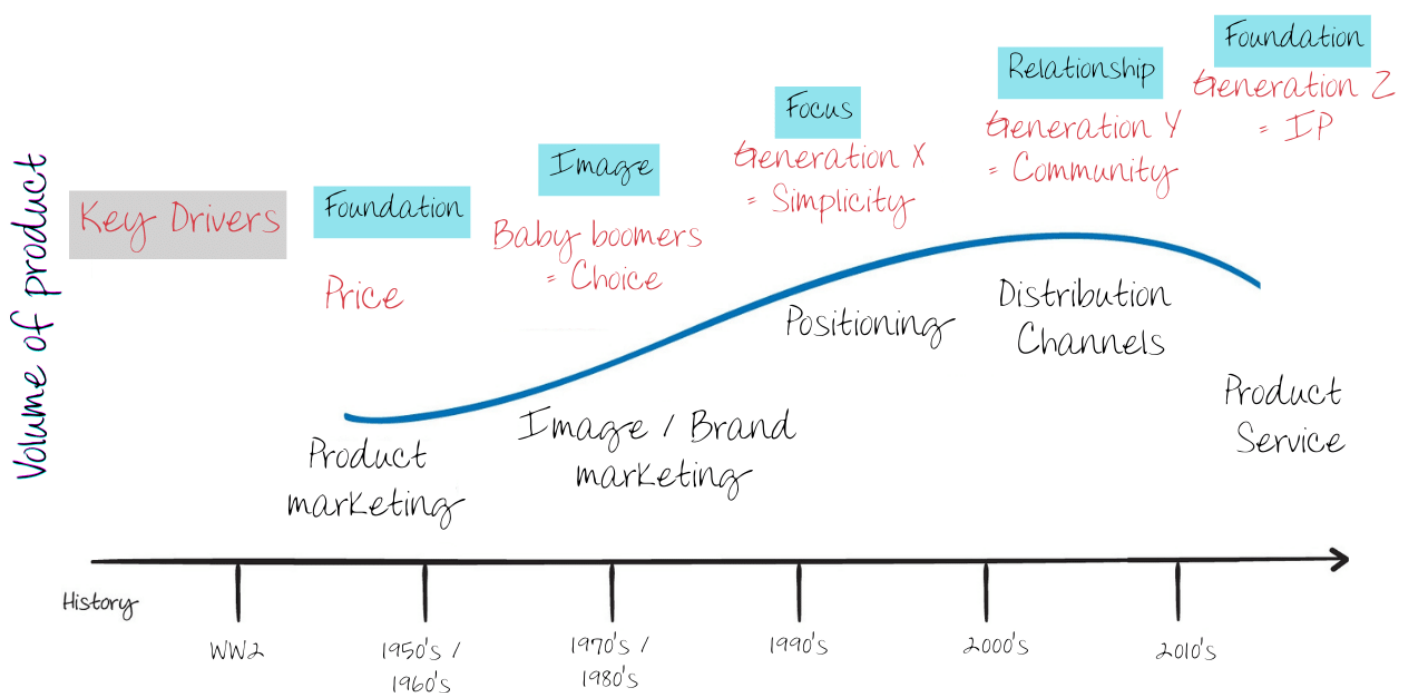 Volume of product
Key Drivers
Foundation
Price
Image
Baby boomers
= Choice
Focus
Generation X
= Simplicity
Relationship
Generation Y
= Community
Foundation
Generation Z
= IP
Product
marketing
Image / Brand
marketing
Positioning
Distribution
Channels
Product
Service
History
WW2
1950's /
1960's
1970's /
1980's
1990's
2000's
2010's